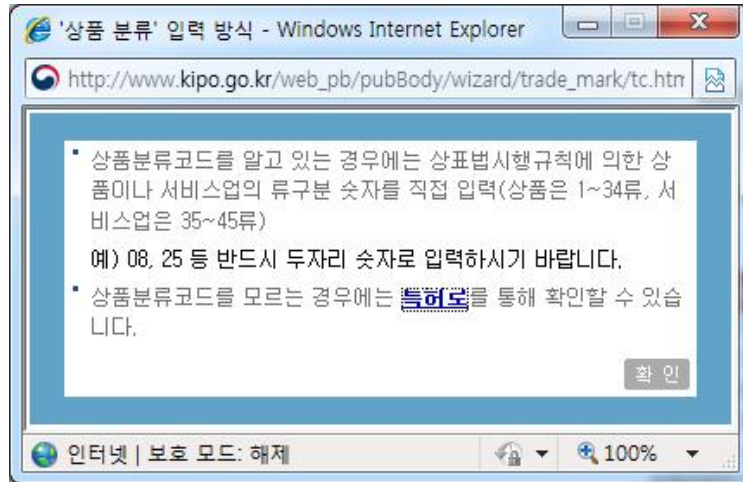 '상품 분류' 입력 방식 - Windows Internet Explorer
http://www.kipo.go.kr/web_pb/pubBody/wizard/trade_mark/tc.htm
상품분류코드를 알고 있는 경우에는 상표법시행규칙에 의한 상
품이나 서비스업의 류구분 숫자를 직접 입력(상품은 1~34류, 서
비스업은 35~45류)
예) 08, 25 등 반드시 두자리 숫자로 입력하시기 바랍니다.
상품분류코드를 모르는 경우에는 특허로를 통해 확인할 수 있습
니다.
확 인
인터넷 | 보호 모드: 해제
100%